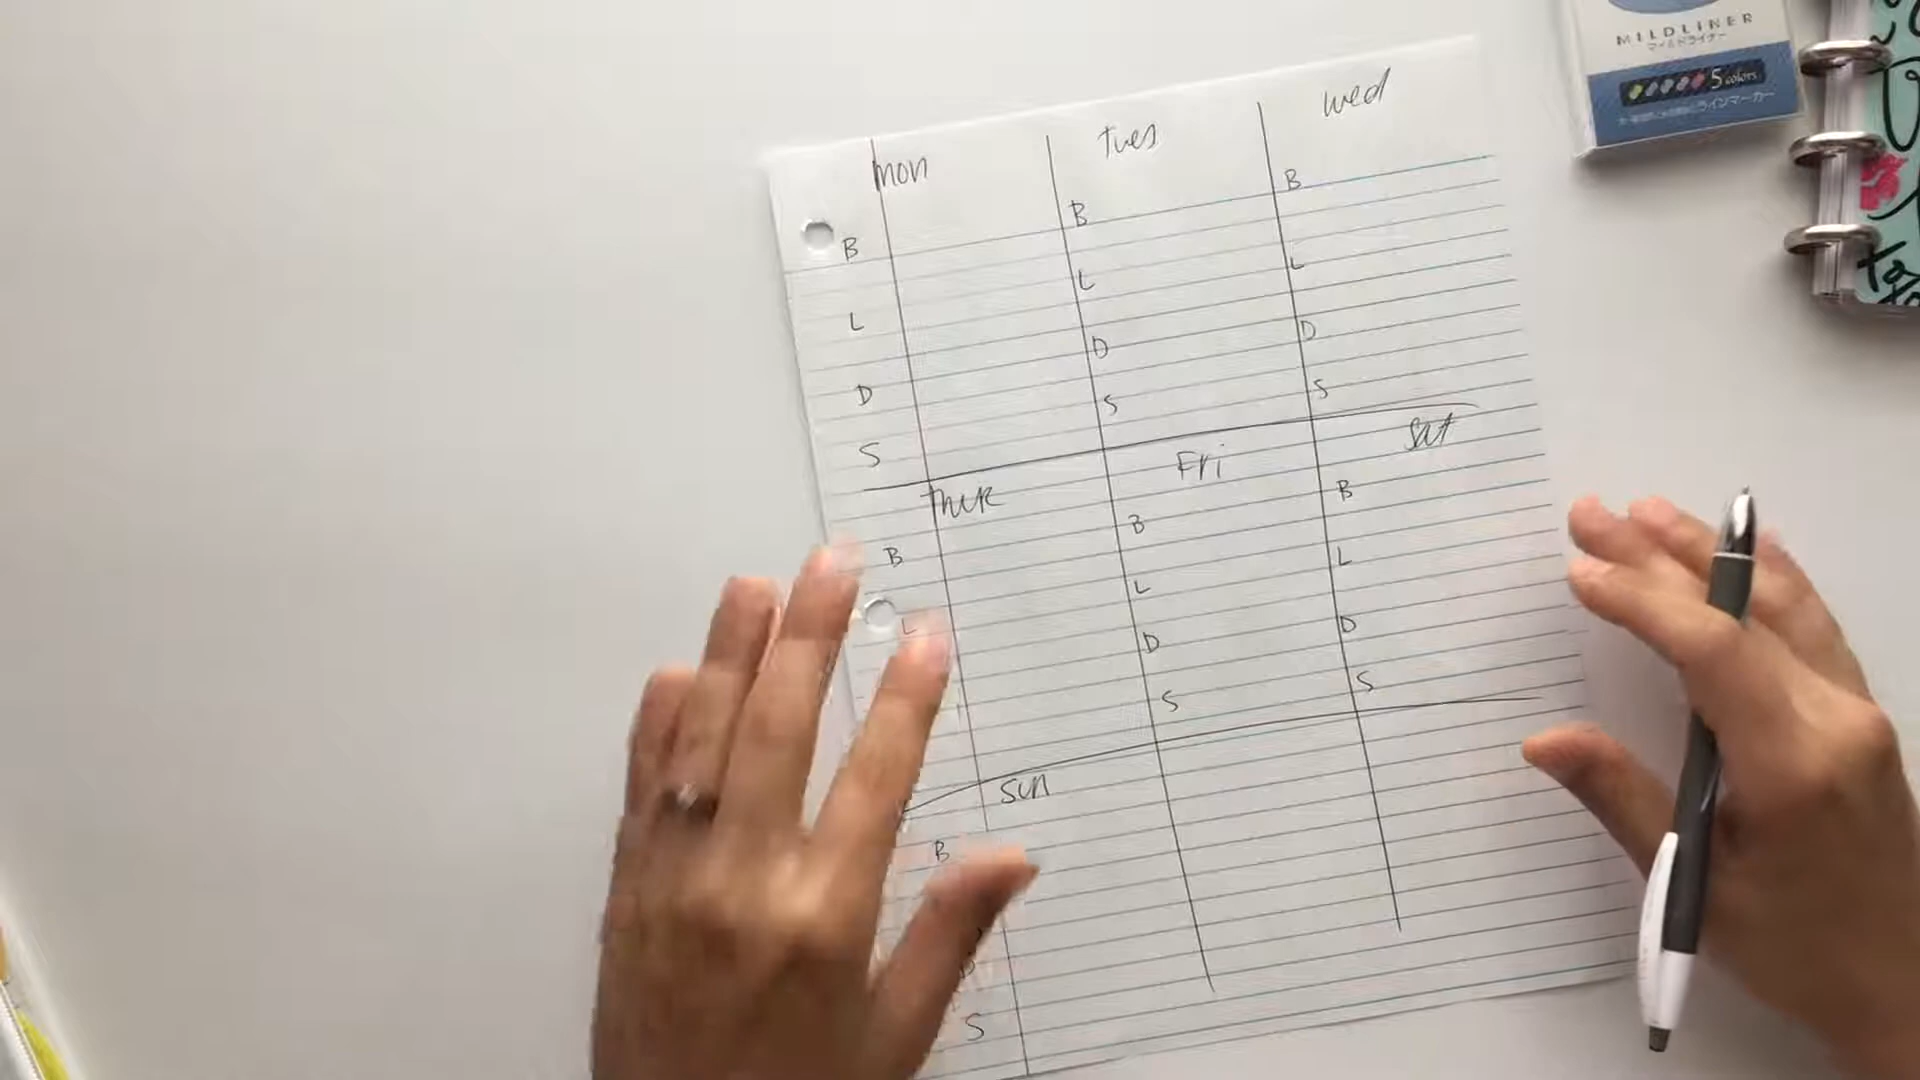 MILDLINER
マイルドライナー
5 colors
ラインマーカー
mon
Tues
wed
B
B
B
L
L
L
D
D
D
S
S
S
Thur
Fri
Sat
B
B
B
L
L
L
D
D
S
S
Sun
B
S